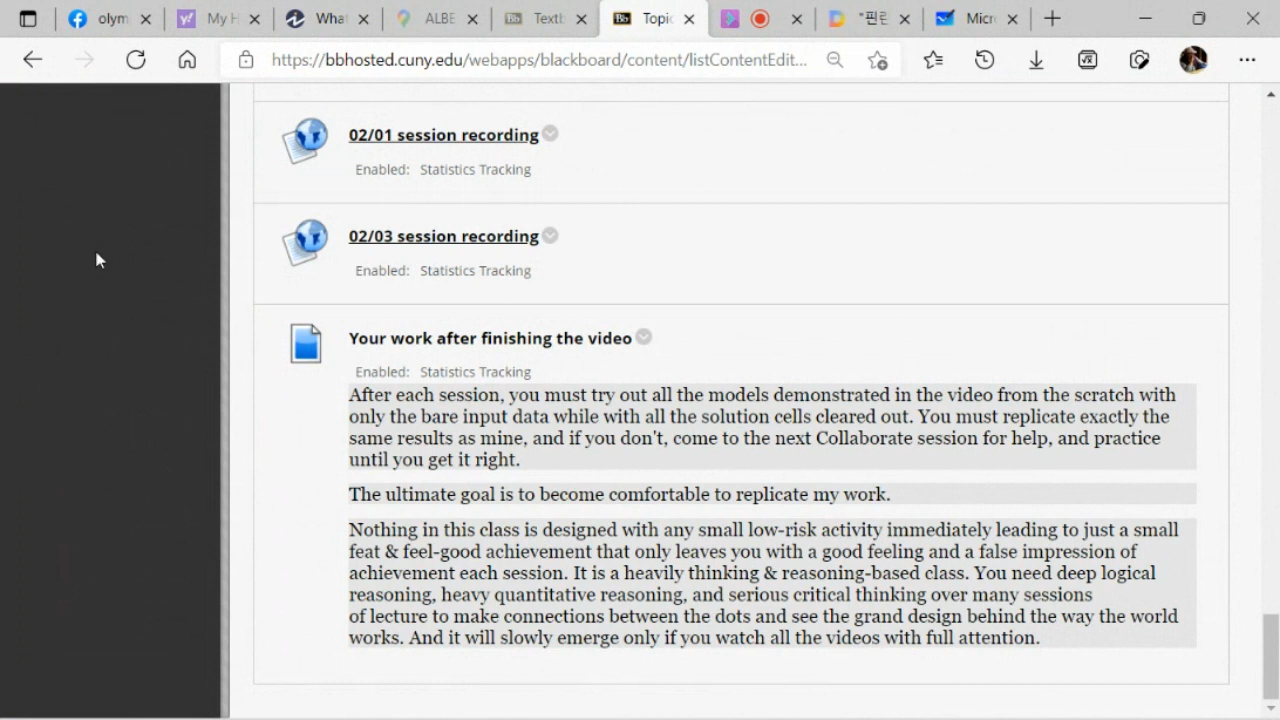 olym
My H
Wha
ALBE
Textb
Topic
"핀란
Micr
https://bbhosted.cuny.edu/webapps/blackboard/content/listContentEdit...
02/01 session recording
Enabled: Statistics Tracking
02/03 session recording
Enabled: Statistics Tracking
Your work after finishing the video
Enabled: Statistics Tracking
After each session, you must try out all the models demonstrated in the video from the scratch with
only the bare input data while with all the solution cells cleared out. You must replicate exactly the
same results as mine, and if you don't, come to the next Collaborate session for help, and practice
until you get it right.
The ultimate goal is to become comfortable to replicate my work.
Nothing in this class is designed with any small low-risk activity immediately leading to just a small
feat & feel-good achievement that only leaves you with a good feeling and a false impression of
achievement each session. It is a heavily thinking & reasoning-based class. You need deep logical
reasoning, heavy quantitative reasoning, and serious critical thinking over many sessions
of lecture to make connections between the dots and see the grand design behind the way the world
works. And it will slowly emerge only if you watch all the videos with full attention.